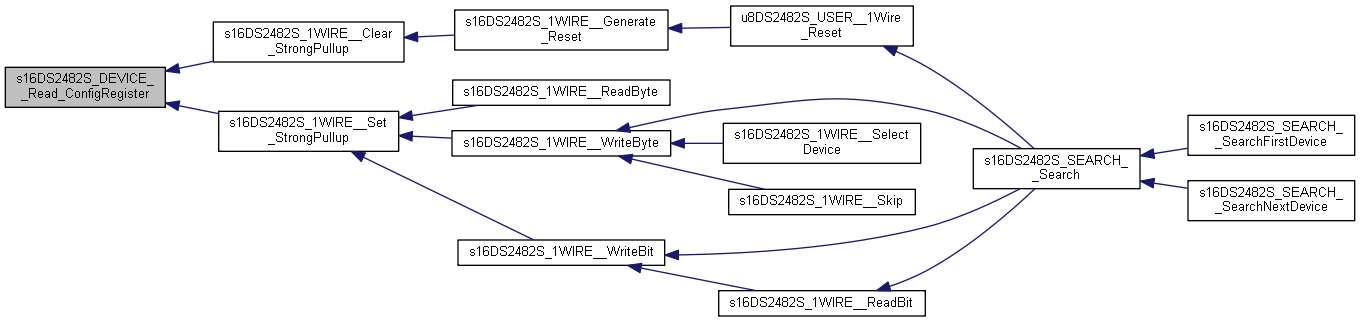 s16DS2482S_DEVICE_
_Read_ConfigRegister
s16DS2482S_1WIRE__Clear
_StrongPullup
s16DS2482S_1WIRE__Generate
_Reset
u8DS2482S_USER__1Wire
_Reset
s16DS2482S_1WIRE__Set
_StrongPullup
s16DS2482S_1WIRE__ReadByte
s16DS2482S_1WIRE__WriteByte
s16DS2482S_1WIRE__Select
Device
s16DS2482S_1WIRE__Skip
s16DS2482S_1WIRE__WriteBit
s16DS2482S_1WIRE__ReadBit
s16DS2482S_SEARCH_
_Search
s16DS2482S_SEARCH_
_SearchFirstDevice
s16DS2482S_SEARCH_
_SearchNextDevice